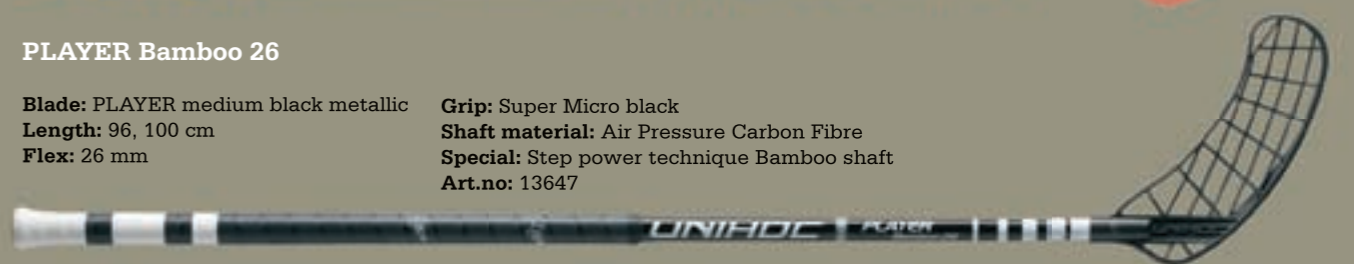 PLAYER Bamboo 26
Blade: PLAYER medium black metallic
Length: 96, 100 cm
Flex: 26 mm
Grip: Super Micro black
Shaft material: Air Pressure Carbon Fibre
Special: Step power technique Bamboo shaft
Art.no: 13647
UNIHOC PLAYER